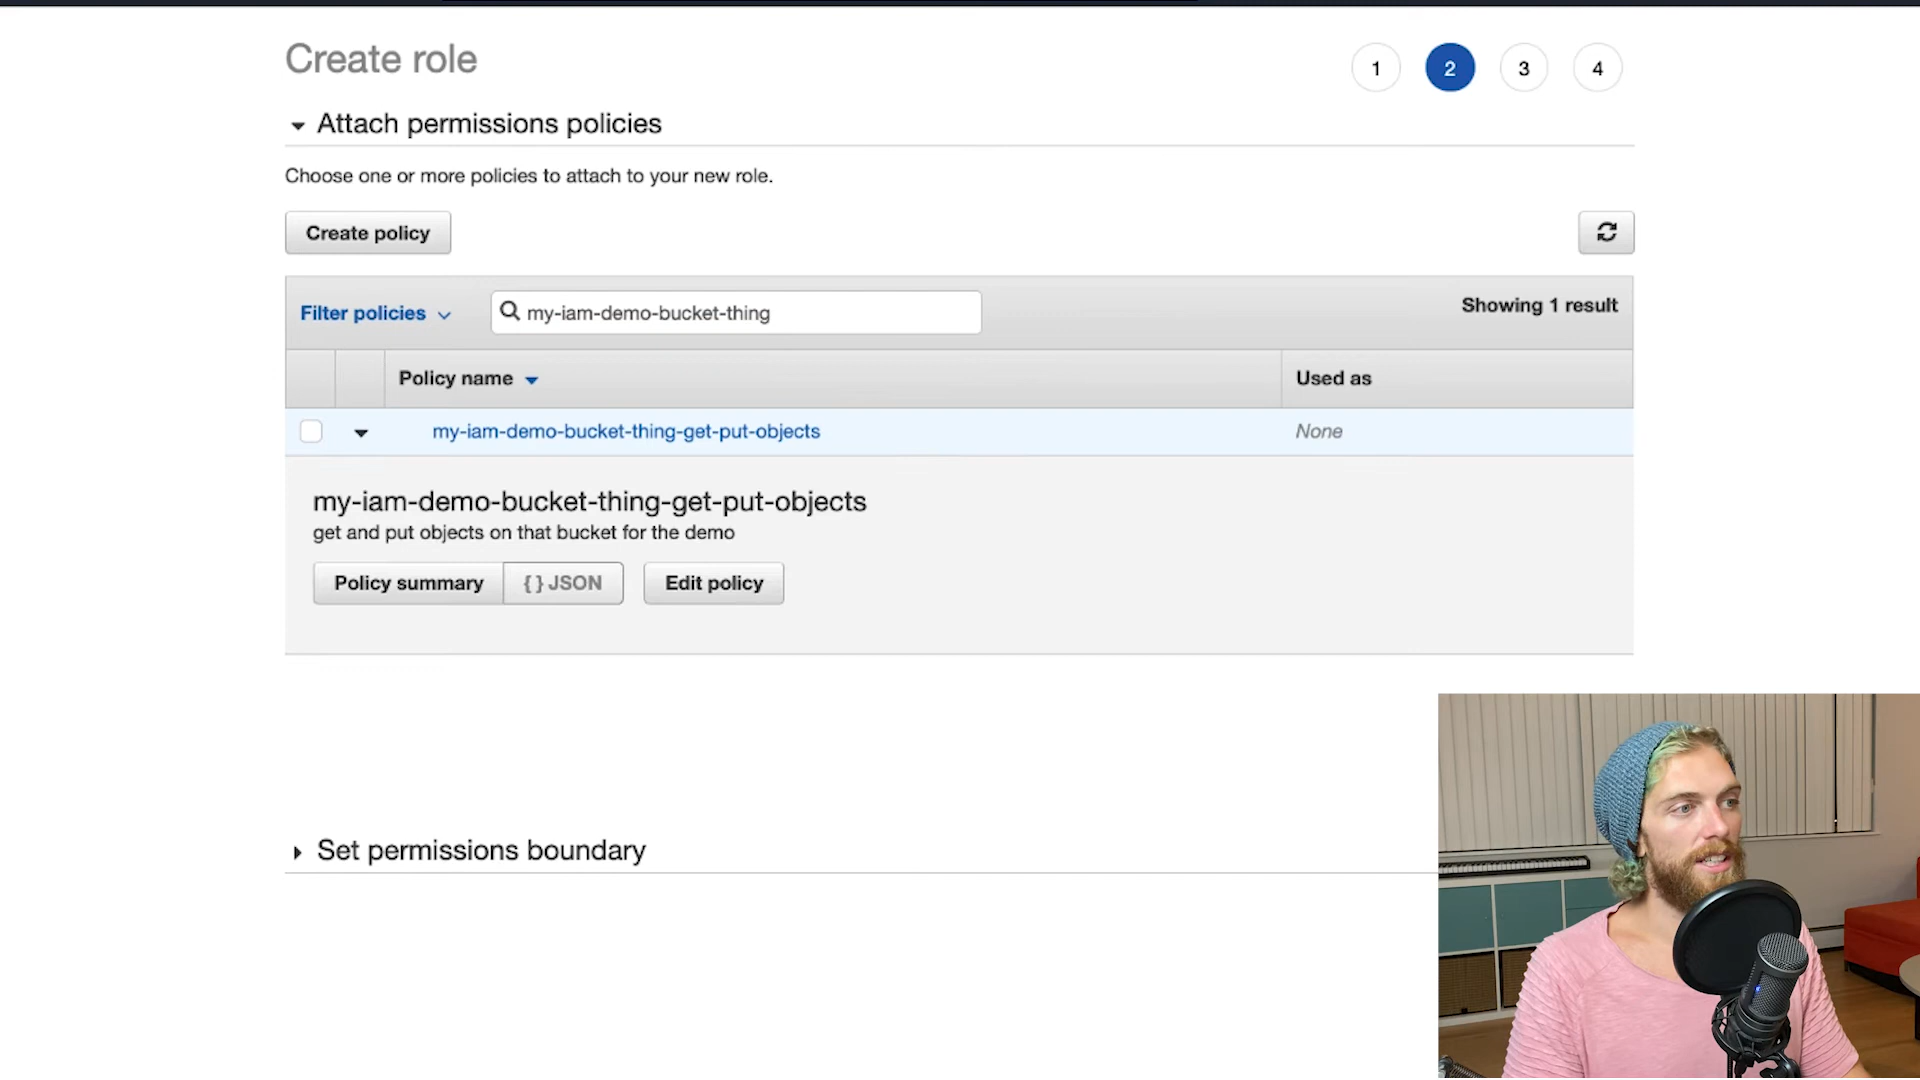 Create role
1 2 3 4
Attach permissions policies
Choose one or more policies to attach to your new role.
Create policy
Filter policies
my-iam-demo-bucket-thing
Showing 1 result
Policy name
Used as
my-iam-demo-bucket-thing-get-put-objects
None
my-iam-demo-bucket-thing-get-put-objects
get and put objects on that bucket for the demo
Policy summary
{ } JSON
Edit policy
Set permissions boundary